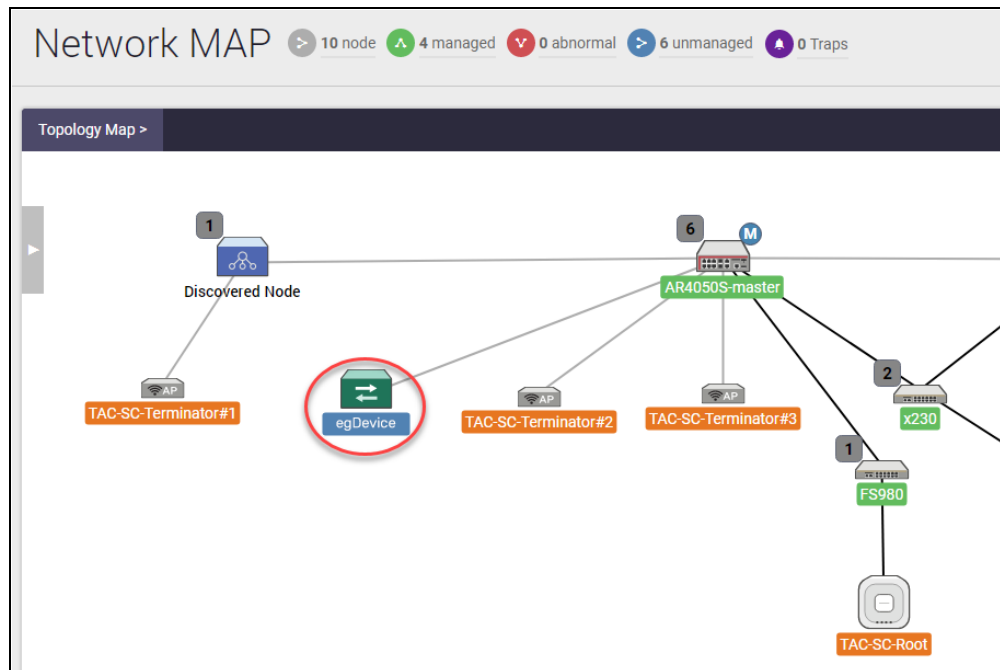 Network MAP 10 node 4 managed 0 abnormal 6 unmanaged 0 Traps
Topology Map >
1
6
M
Discovered Node
AR4050S-master
AP
TAC-SC-Terminator#1
egDevice
AP
TAC-SC-Terminator#2
AP
TAC-SC-Terminator#3
2
x230
1
FS980
TAC-SC-Root